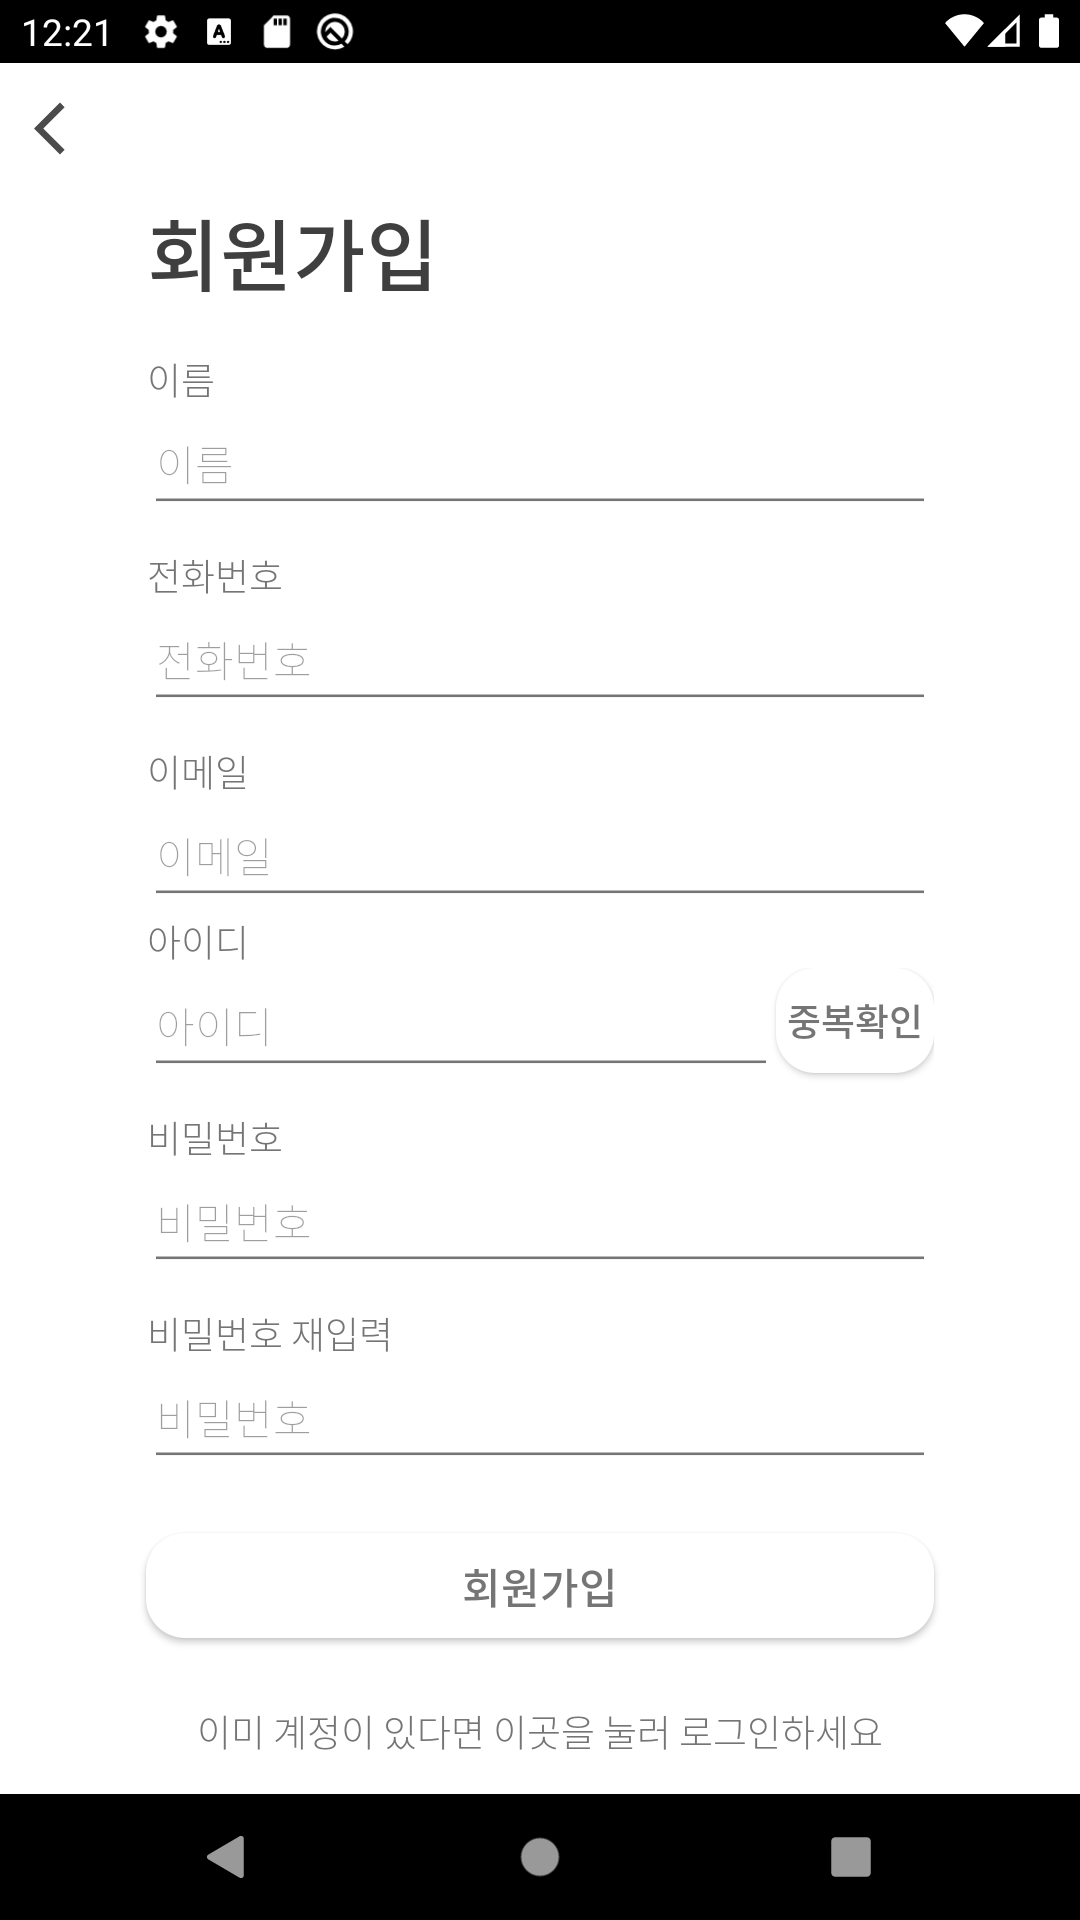 12:21
회원가입
이름
이름
전화번호
전화번호
이메일
이메일
아이디
아이디
중복확인
비밀번호
비밀번호
비밀번호 재입력
비밀번호
회원가입
이미 계정이 있다면 이곳을 눌러 로그인하세요